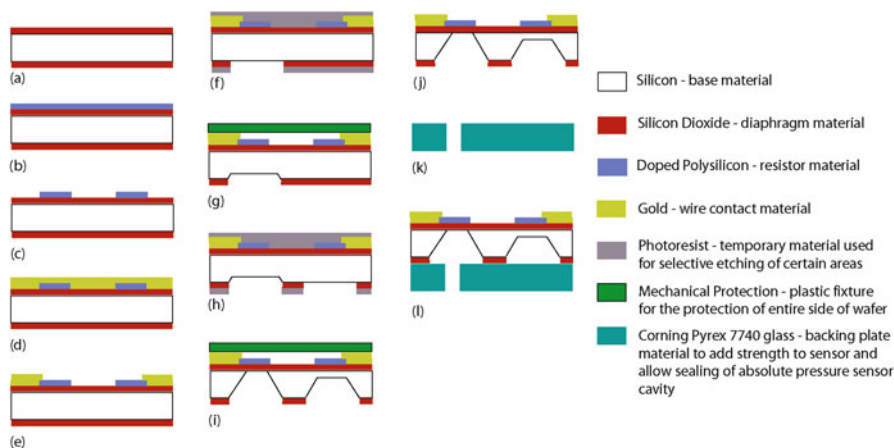 (a)
(b)
(c)
(d)
(e)
(f)
(g)
(h)
(i)
(j)
(k)
(l)
Silicon - base material
Silicon Dioxide - diaphragm material
Doped Polysilicon - resistor material
Gold - wire contact material
Photoresist - temporary material used
for selective etching of certain areas
Mechanical Protection - plastic fixture
for the protection of entire side of wafer
Corning Pyrex 7740 glass - backing plate
material to add strength to sensor and
allow sealing of absolute pressure sensor
cavity